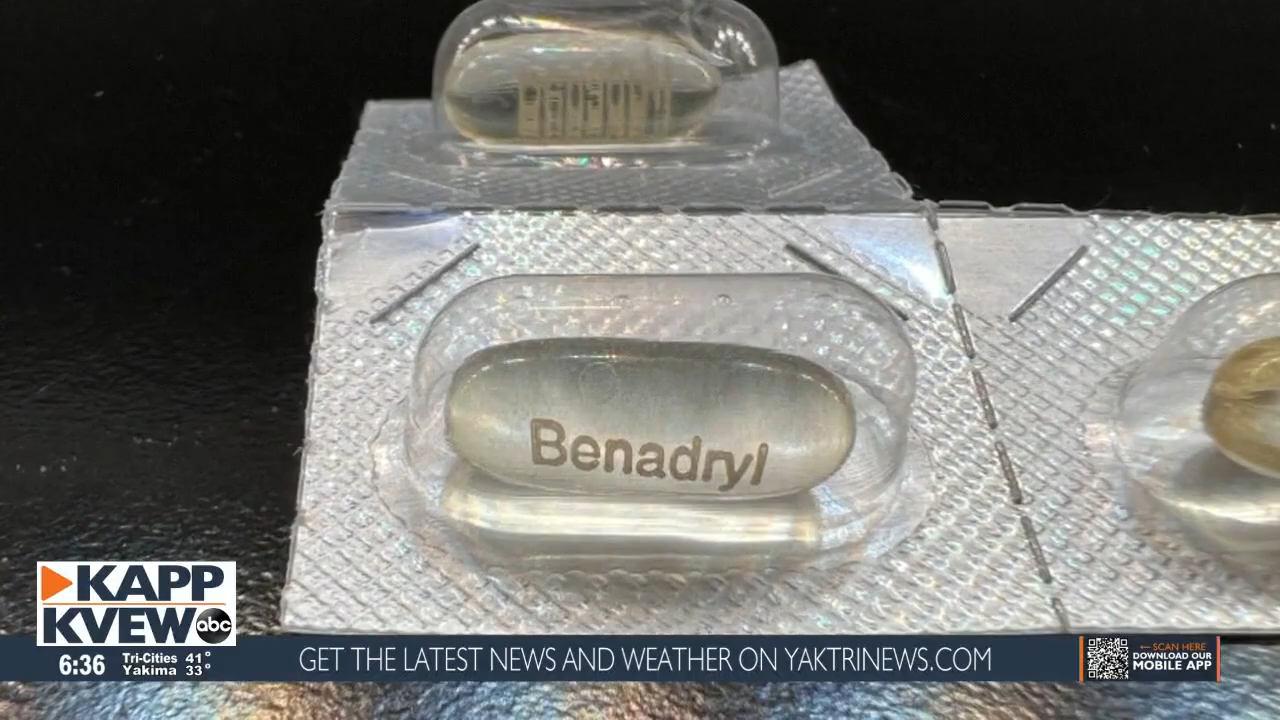 Benadryl
KAPP
KVEW abc
6:36
Tri-Cities 41°
Yakima 33°
GET THE LATEST NEWS AND WEATHER ON YAKTRINEWS.COM
←SCAN HERE
DOWNLOAD OUR
MOBILE APP